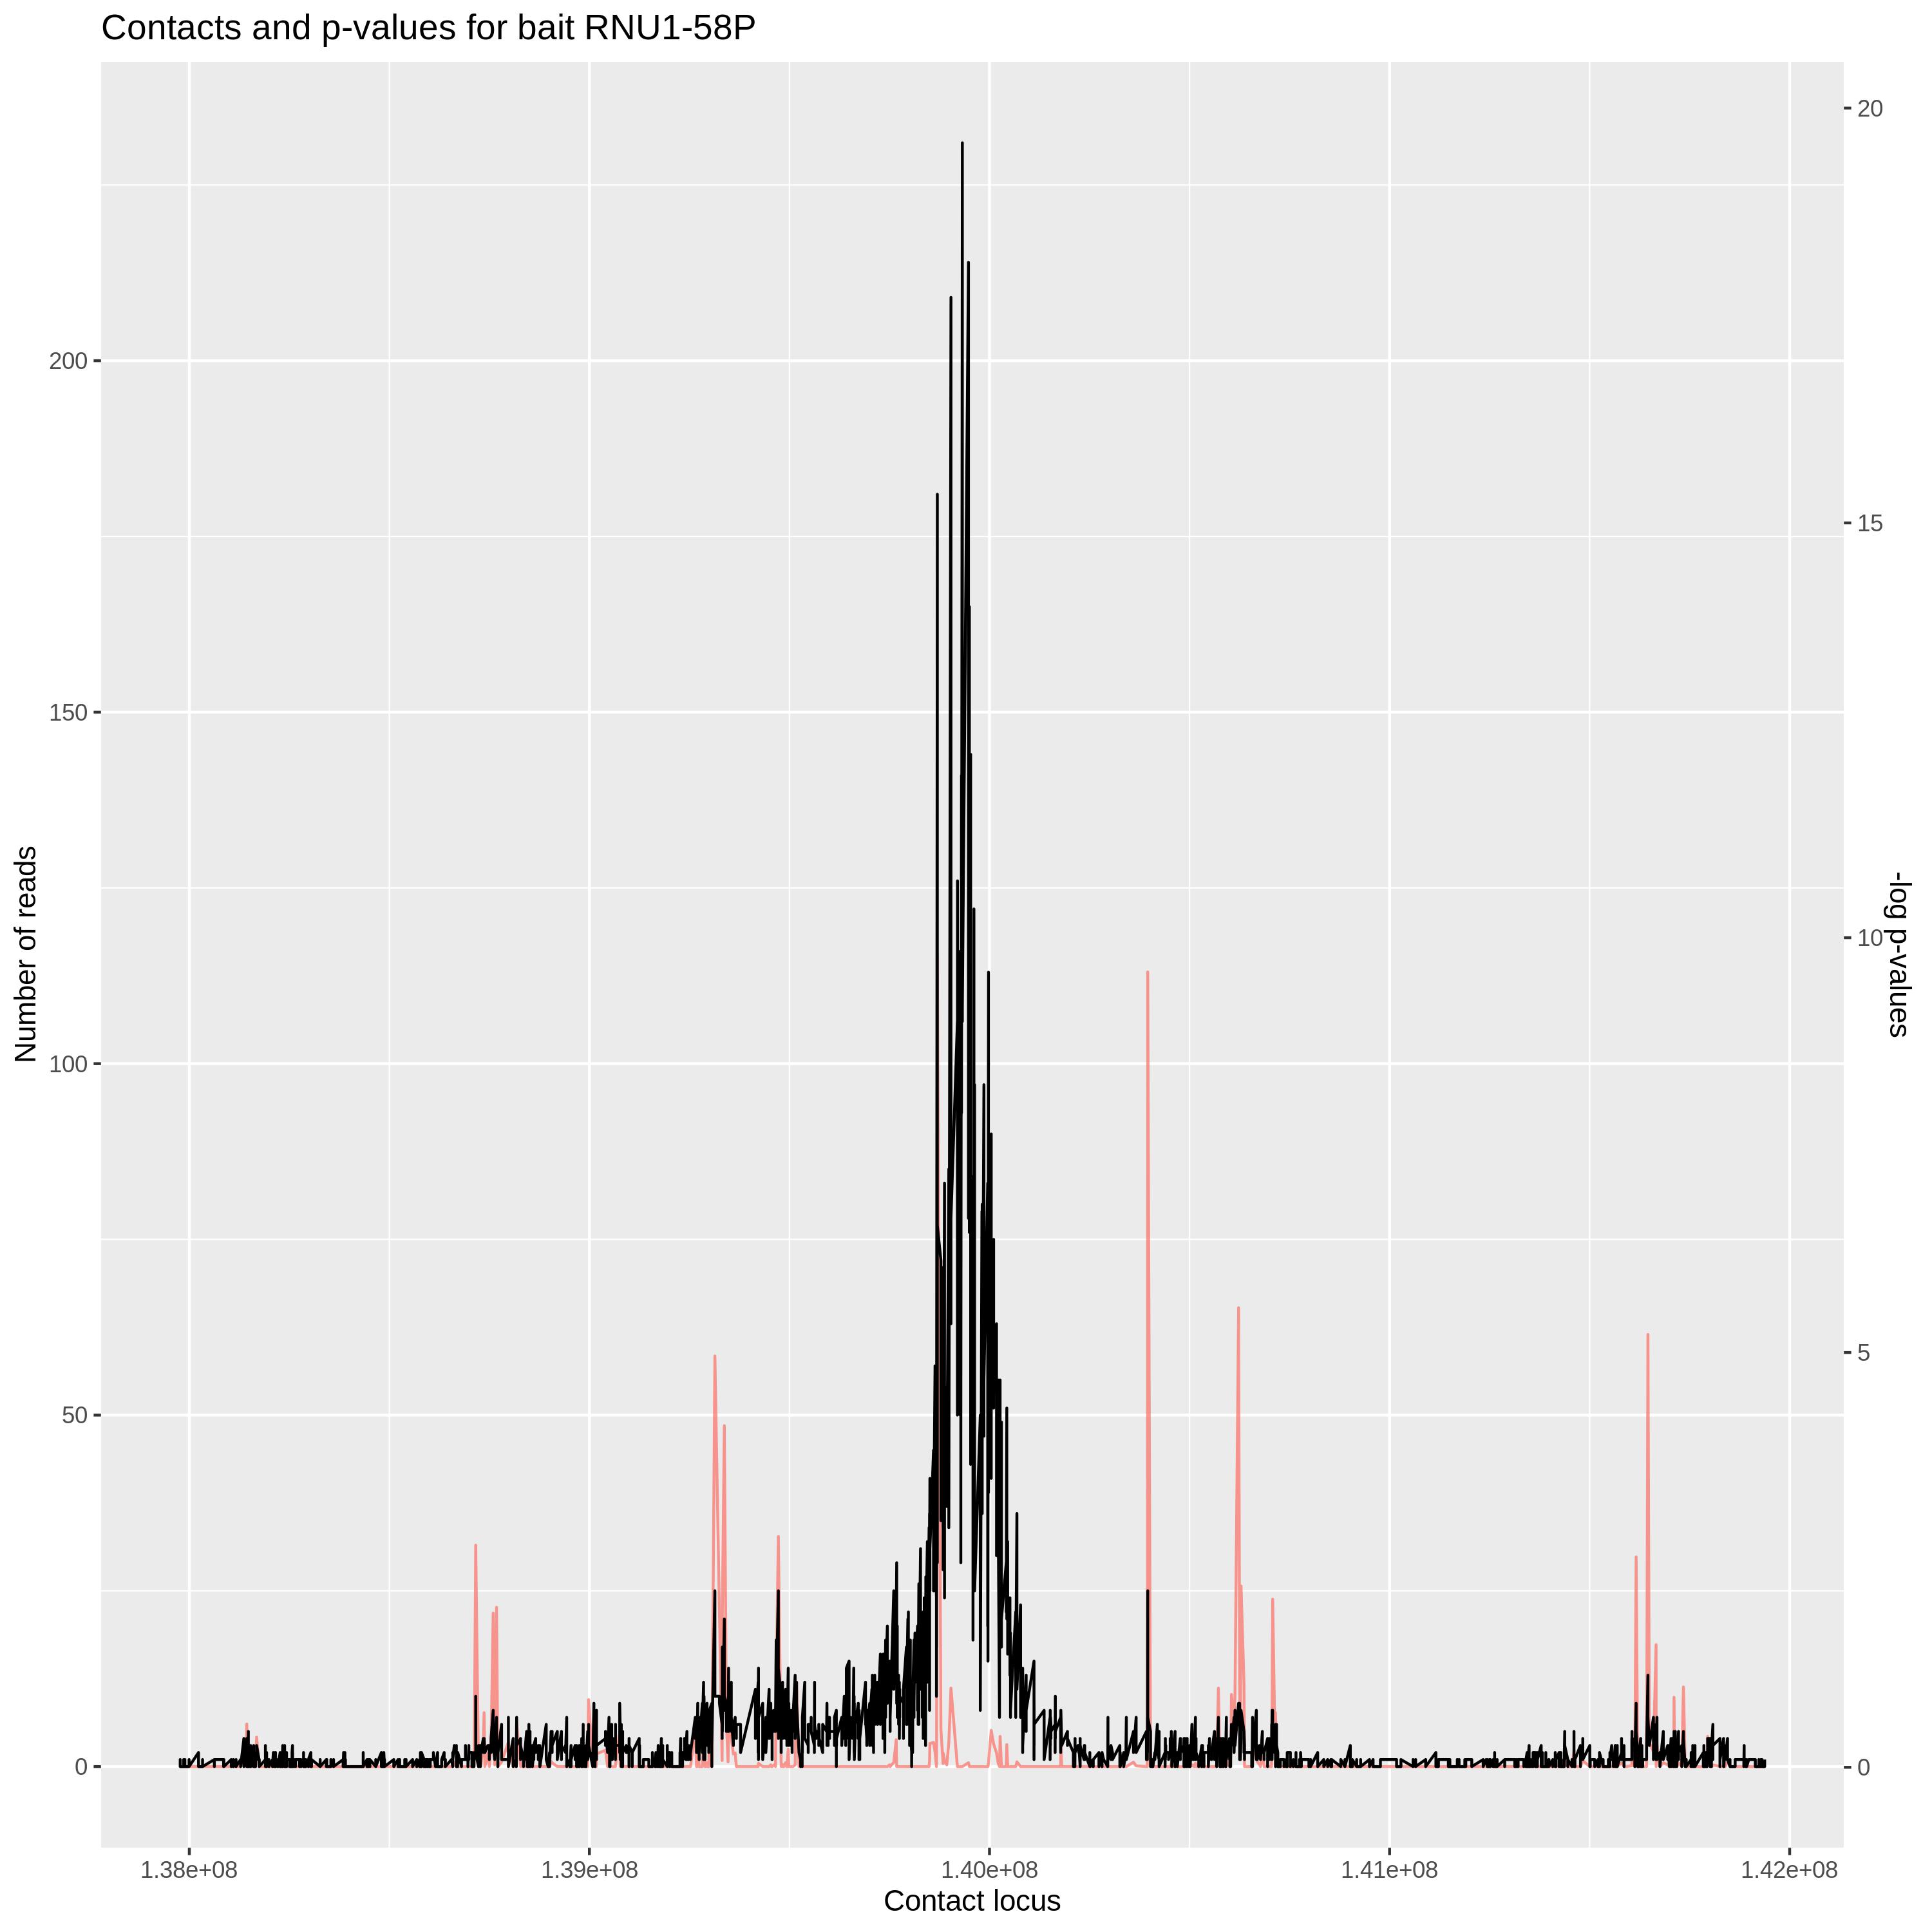 Contacts and p-values for bait RNU1-58P
Number of reads
200
150
100
50
0
20
15
10
5
0
-log p-values
1.38e+08
1.39e+08
1.40e+08
1.41e+08
1.42e+08
Contact locus